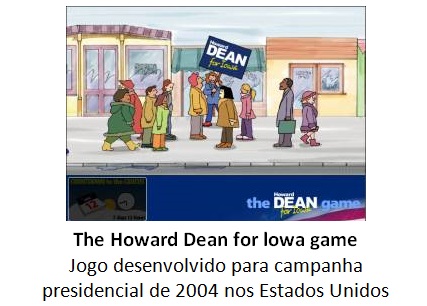 Howard
DEAN
for Iowa
Howard
the DEAN game
for Iowa
The Howard Dean for Iowa game
Jogo desenvolvido para campanha
presidencial de 2004 nos Estados Unidos